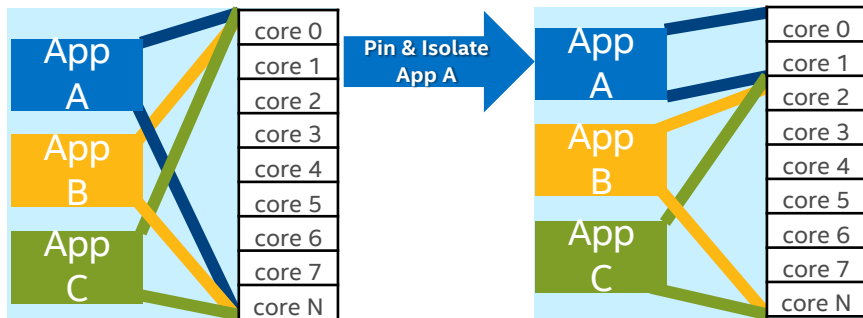 App
A
App
B
App
C
core 0
core 1
core 2
core 3
core 4
core 5
core 6
core 7
core N
Pin & Isolate
App A
App
A
App
B
App
C
core 0
core 1
core 2
core 3
core 4
core 5
core 6
core 7
core N